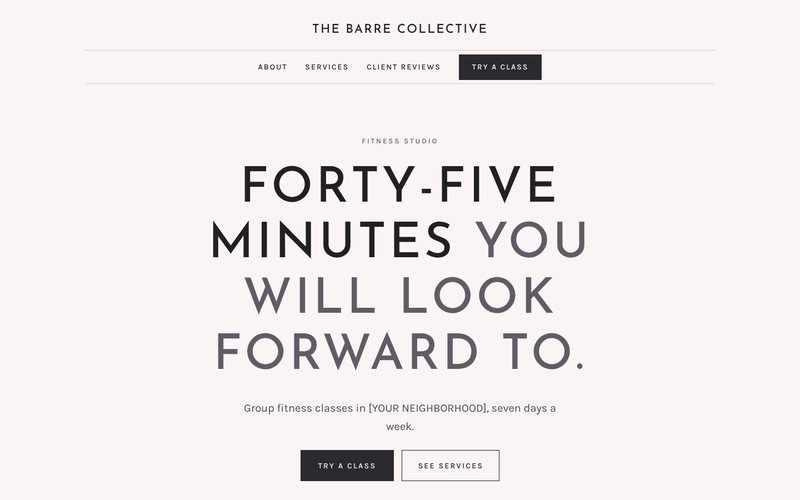 THE BARRE COLLECTIVE
ABOUT SERVICES CLIENT REVIEWS TRY A CLASS
FITNESS STUDIO
FORTY-FIVE
MINUTES YOU
WILL LOOK
FORWARD TO.
Group fitness classes in [YOUR NEIGHBORHOOD], seven days a
week.
TRY A CLASS SEE SERVICES